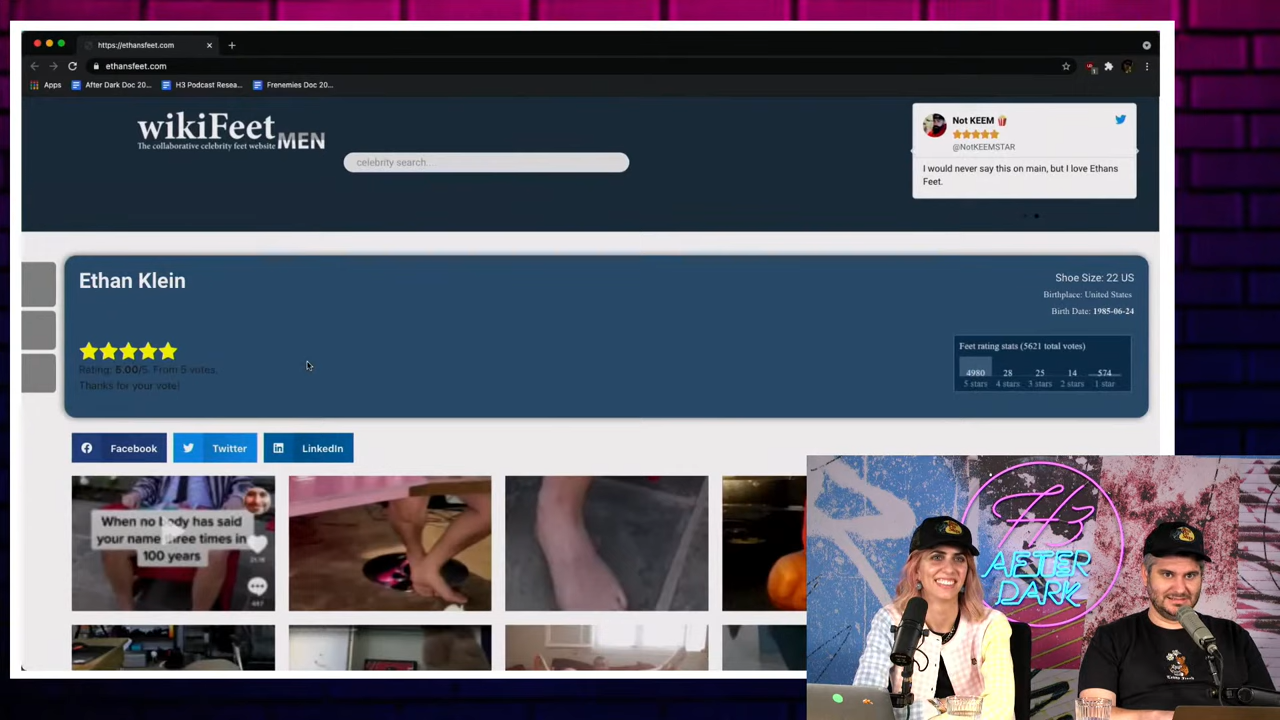 https://ethansfeet.com
ethansfeet.com
Apps
After Dark Doc 20...
H3 Podcast Resea...
Frenemies Doc 20...
wikiFeet MEN
The collaborative celebrity feet website
celebrity search...
Not KEEM
@NotKEEMSTAR
I would never say this on main, but I love Ethans
Feet.
Ethan Klein
Shoe Size: 22 US
Birthplace: United States
Birth Date: 1985-06-24
Rating: 5.00/5. From 5 votes.
Thanks for your vote!
Feet rating stats (5621 total votes)
4980 28 25 14 574
5 stars 4 stars 3 stars 2 stars 1 star
Facebook
Twitter
LinkedIn
When no body has said
your name three times in
100 years
H3
AFTER
DARK